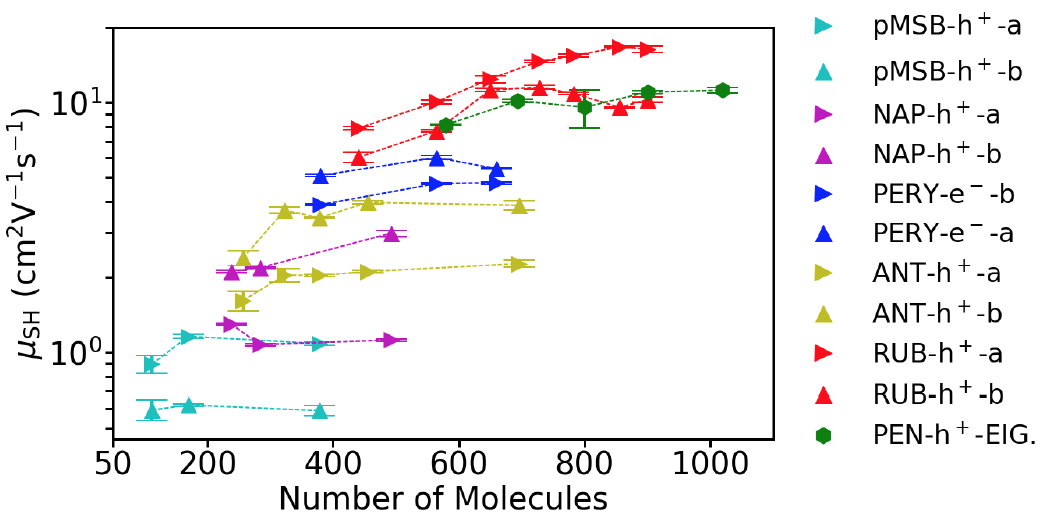 10¹
10⁰
μSH (cm²V⁻¹s⁻¹)
50 200 400 600 800 1000
Number of Molecules
pMSB-h⁺-a
pMSB-h⁺-b
NAP-h⁺-a
NAP-h⁺-b
PERY-e⁻-b
PERY-e⁻-a
ANT-h⁺-a
ANT-h⁺-b
RUB-h⁺-a
RUB-h⁺-b
PEN-h⁺-EIG.